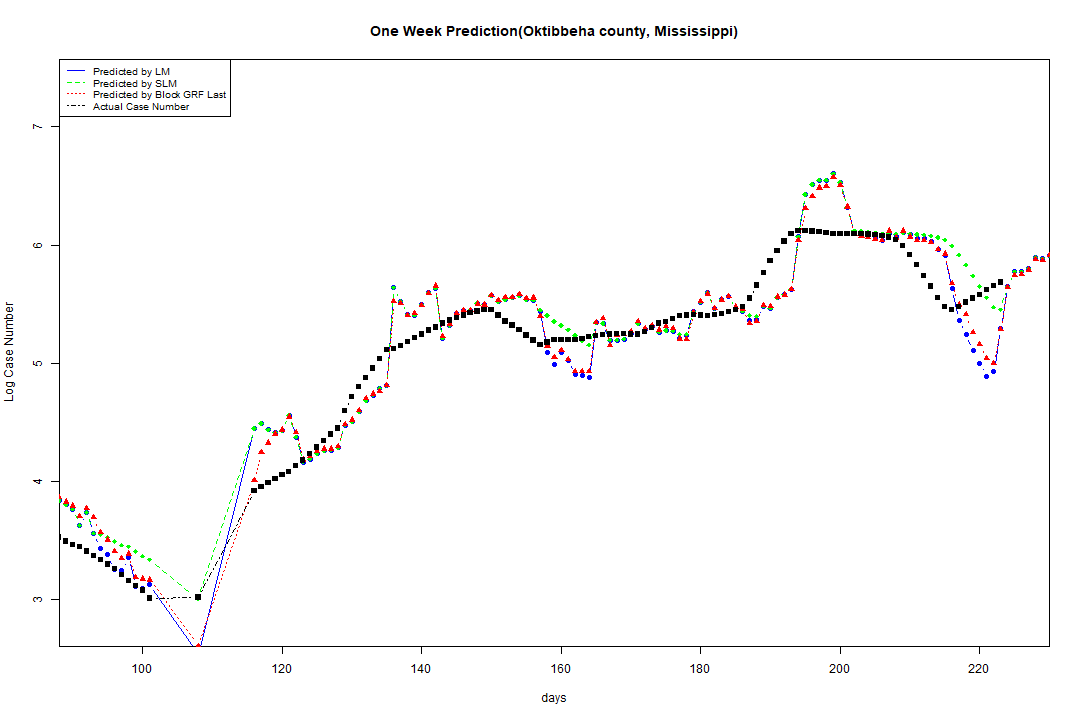 One Week Prediction(Oktibbeha county, Mississippi)
Predicted by LM
Predicted by SLM
Predicted by Block GRF Last
Actual Case Number
7
6
5
4
3
Log Case Number
100 120 140 160 180 200 220
days